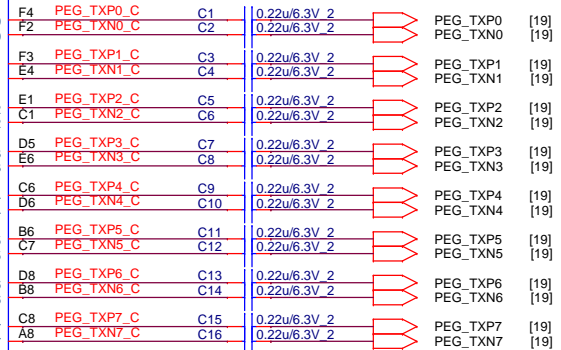 F4 PEG_TXP0_C C1 0.22u/6.3V_2 PEG_TXP0 [19]
F2 PEG_TXN0_C C2 0.22u/6.3V_2 PEG_TXN0 [19]
F3 PEG_TXP1_C C3 0.22u/6.3V_2 PEG_TXP1 [19]
E4 PEG_TXN1_C C4 0.22u/6.3V_2 PEG_TXN1 [19]
E1 PEG_TXP2_C C5 0.22u/6.3V_2 PEG_TXP2 [19]
C1 PEG_TXN2_C C6 0.22u/6.3V_2 PEG_TXN2 [19]
D5 PEG_TXP3_C C7 0.22u/6.3V_2 PEG_TXP3 [19]
E6 PEG_TXN3_C C8 0.22u/6.3V_2 PEG_TXN3 [19]
C6 PEG_TXP4_C C9 0.22u/6.3V_2 PEG_TXP4 [19]
D6 PEG_TXN4_C C10 0.22u/6.3V_2 PEG_TXN4 [19]
B6 PEG_TXP5_C C11 0.22u/6.3V_2 PEG_TXP5 [19]
C7 PEG_TXN5_C C12 0.22u/6.3V_2 PEG_TXN5 [19]
D8 PEG_TXP6_C C13 0.22u/6.3V_2 PEG_TXP6 [19]
B8 PEG_TXN6_C C14 0.22u/6.3V_2 PEG_TXN6 [19]
C8 PEG_TXP7_C C15 0.22u/6.3V_2 PEG_TXP7 [19]
A8 PEG_TXN7_C C16 0.22u/6.3V_2 PEG_TXN7 [19]